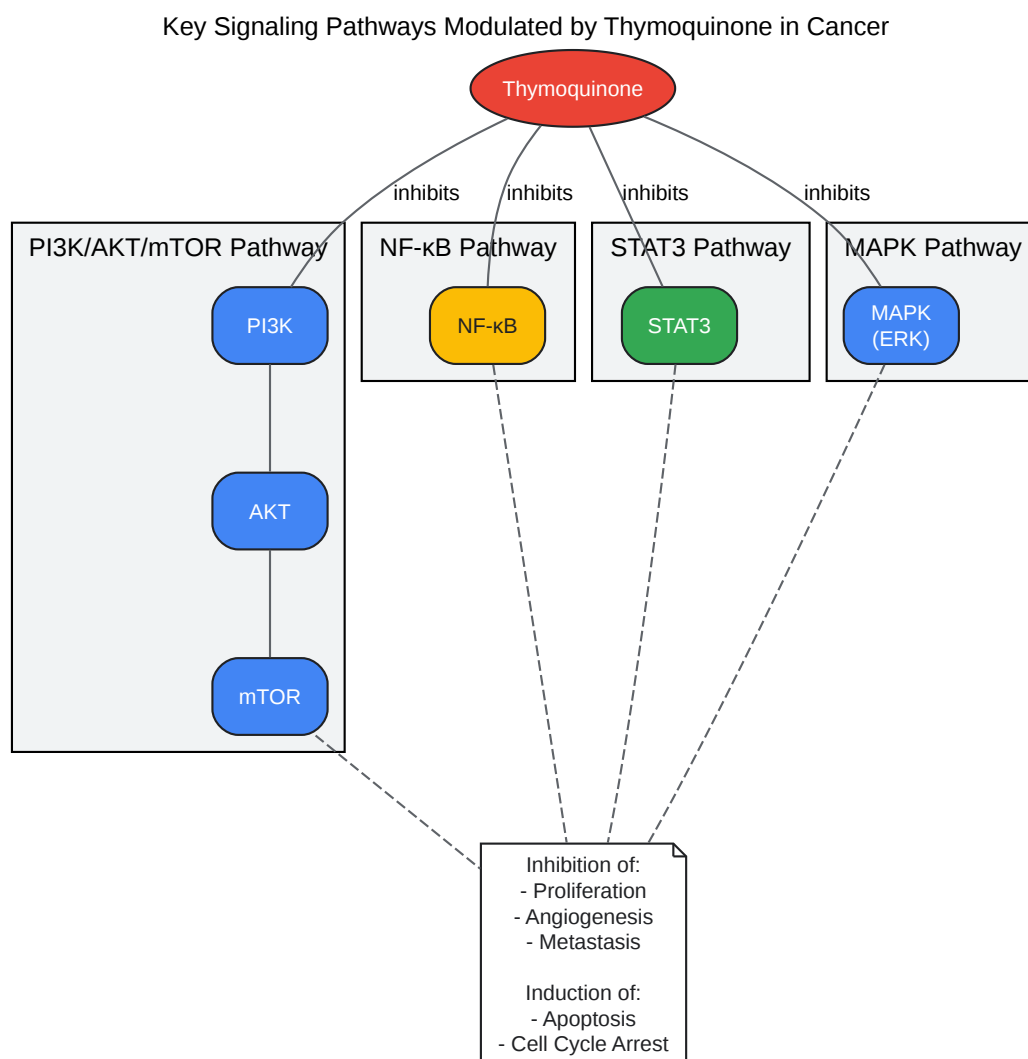 Key Signaling Pathways Modulated by Thymoquinone in Cancer
Thymoquinone
inhibits
inhibits
inhibits
inhibits
PI3K/AKT/mTOR Pathway
NF-κB Pathway
STAT3 Pathway
MAPK Pathway
PI3K
NF-κB
STAT3
MAPK
(ERK)
AKT
mTOR
Inhibition of:
- Proliferation
- Angiogenesis
- Metastasis
Induction of:
- Apoptosis
- Cell Cycle Arrest